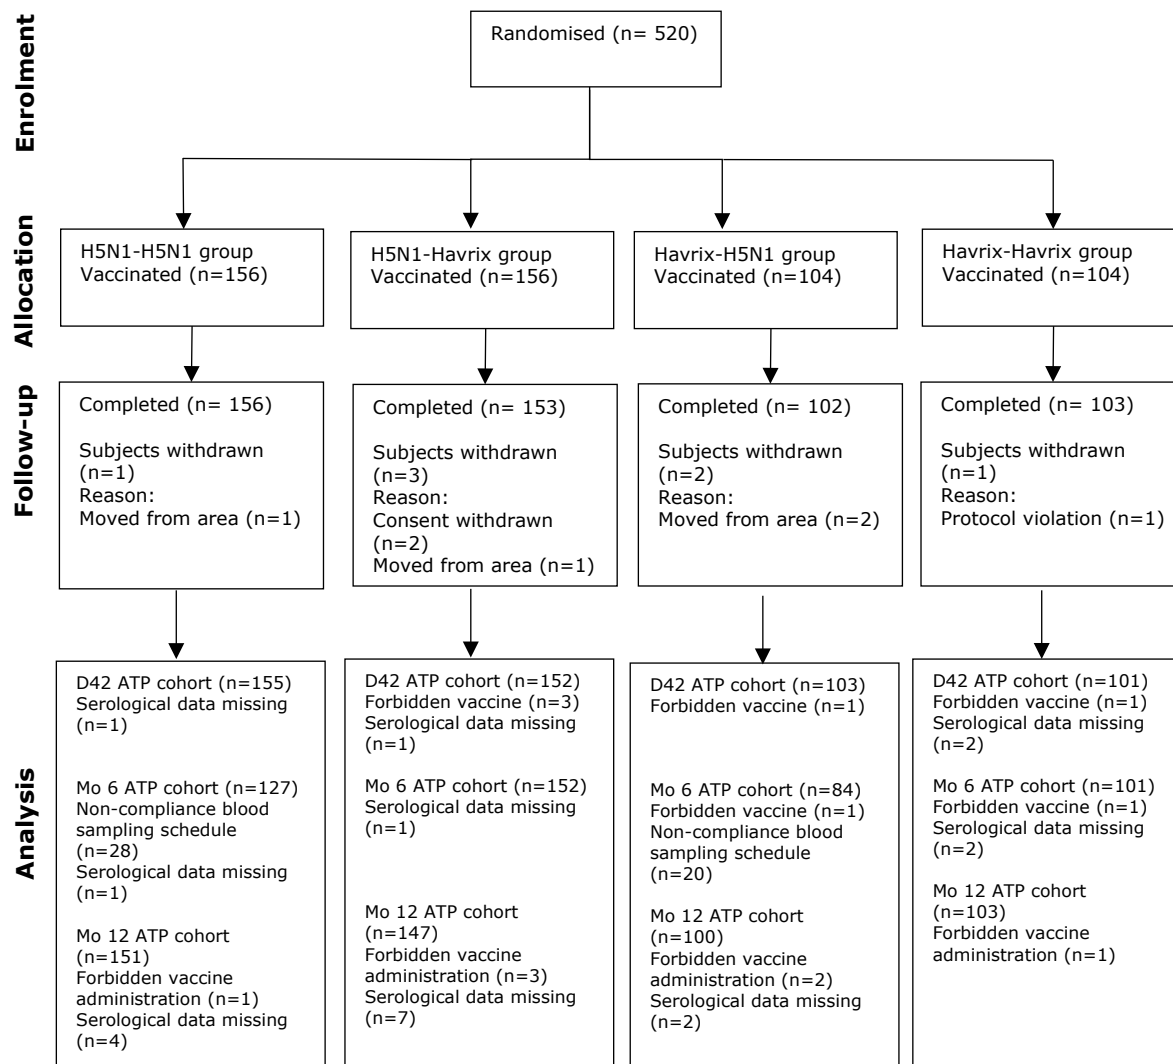 Enrolment
Randomised (n= 520)
Allocation
H5N1-H5N1 group
Vaccinated (n=156)
H5N1-Havrix group
Vaccinated (n=156)
Havrix-H5N1 group
Vaccinated (n=104)
Havrix-Havrix group
Vaccinated (n=104)
Follow-up
Completed (n= 156)
Subjects withdrawn
(n=1)
Reason:
Moved from area (n=1)
Completed (n= 153)
Subjects withdrawn
(n=3)
Reason:
Consent withdrawn
(n=2)
Moved from area (n=1)
Completed (n= 102)
Subjects withdrawn
(n=2)
Reason:
Moved from area (n=2)
Completed (n= 103)
Subjects withdrawn
(n=1)
Reason:
Protocol violation (n=1)
Analysis
D42 ATP cohort (n=155)
Serological data missing
(n=1)
Mo 6 ATP cohort (n=127)
Non-compliance blood
sampling schedule
(n=28)
Serological data missing
(n=1)
Mo 12 ATP cohort
(n=151)
Forbidden vaccine
administration (n=1)
Serological data missing
(n=4)
D42 ATP cohort (n=152)
Forbidden vaccine (n=3)
Serological data missing
(n=1)
Mo 6 ATP cohort (n=152)
Serological data missing
(n=1)
Mo 12 ATP cohort
(n=147)
Forbidden vaccine
administration (n=3)
Serological data missing
(n=7)
D42 ATP cohort (n=103)
Forbidden vaccine (n=1)
Mo 6 ATP cohort (n=84)
Forbidden vaccine (n=1)
Non-compliance blood
sampling schedule
(n=20)
Mo 12 ATP cohort
(n=100)
Forbidden vaccine
administration (n=2)
Serological data missing
(n=2)
D42 ATP cohort (n=101)
Forbidden vaccine (n=1)
Serological data missing
(n=2)
Mo 6 ATP cohort (n=101)
Forbidden vaccine (n=1)
Serological data missing
(n=2)
Mo 12 ATP cohort
(n=103)
Forbidden vaccine
administration (n=1)